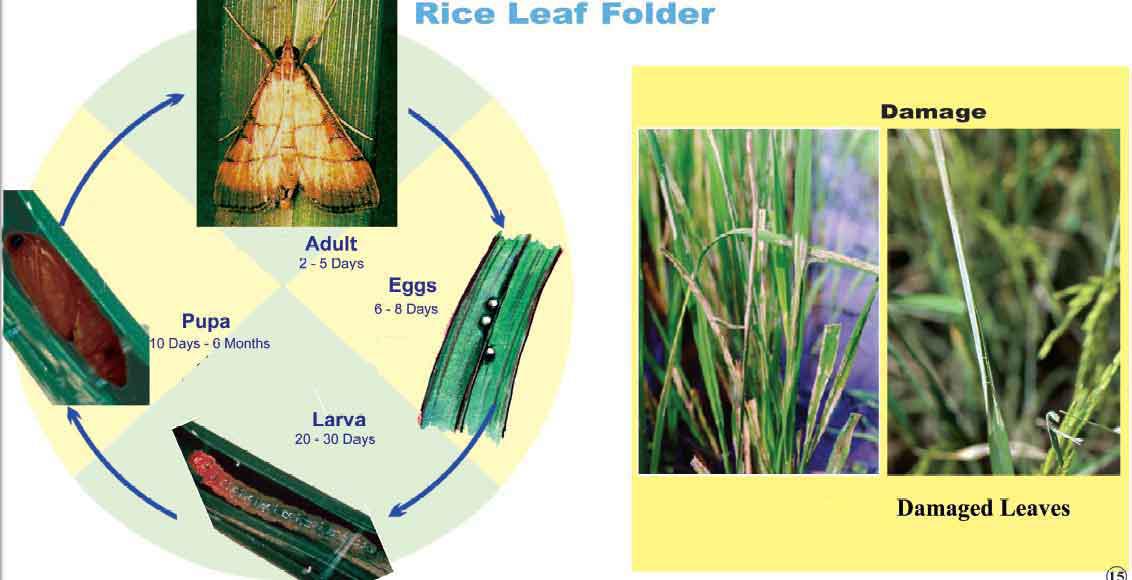 Rice Leaf Folder
Adult
2 - 5 Days
Eggs
6 - 8 Days
Pupa
10 Days - 6 Months
Larva
20 - 30 Days
Damage
Damaged Leaves
15